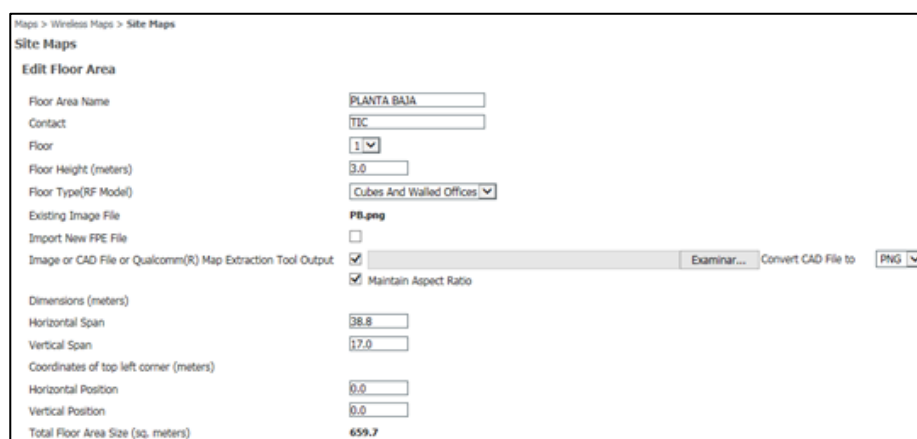 Maps > Wireless Maps > Site Maps
Site Maps
Edit Floor Area
Floor Area Name PLANTA BAJA
Contact TIC
Floor 1
Floor Height (meters) 3.0
Floor Type(RF Model) Cubes And Walled Offices
Existing Image File PB.png
Import New FPE File
Image or CAD File or Qualcomm(R) Map Extraction Tool Output Examinar... Convert CAD File to PNG
Maintain Aspect Ratio
Dimensions (meters)
Horizontal Span 38.8
Vertical Span 17.0
Coordinates of top left corner (meters)
Horizontal Position 0.0
Vertical Position 0.0
Total Floor Area Size (sq. meters) 659.7